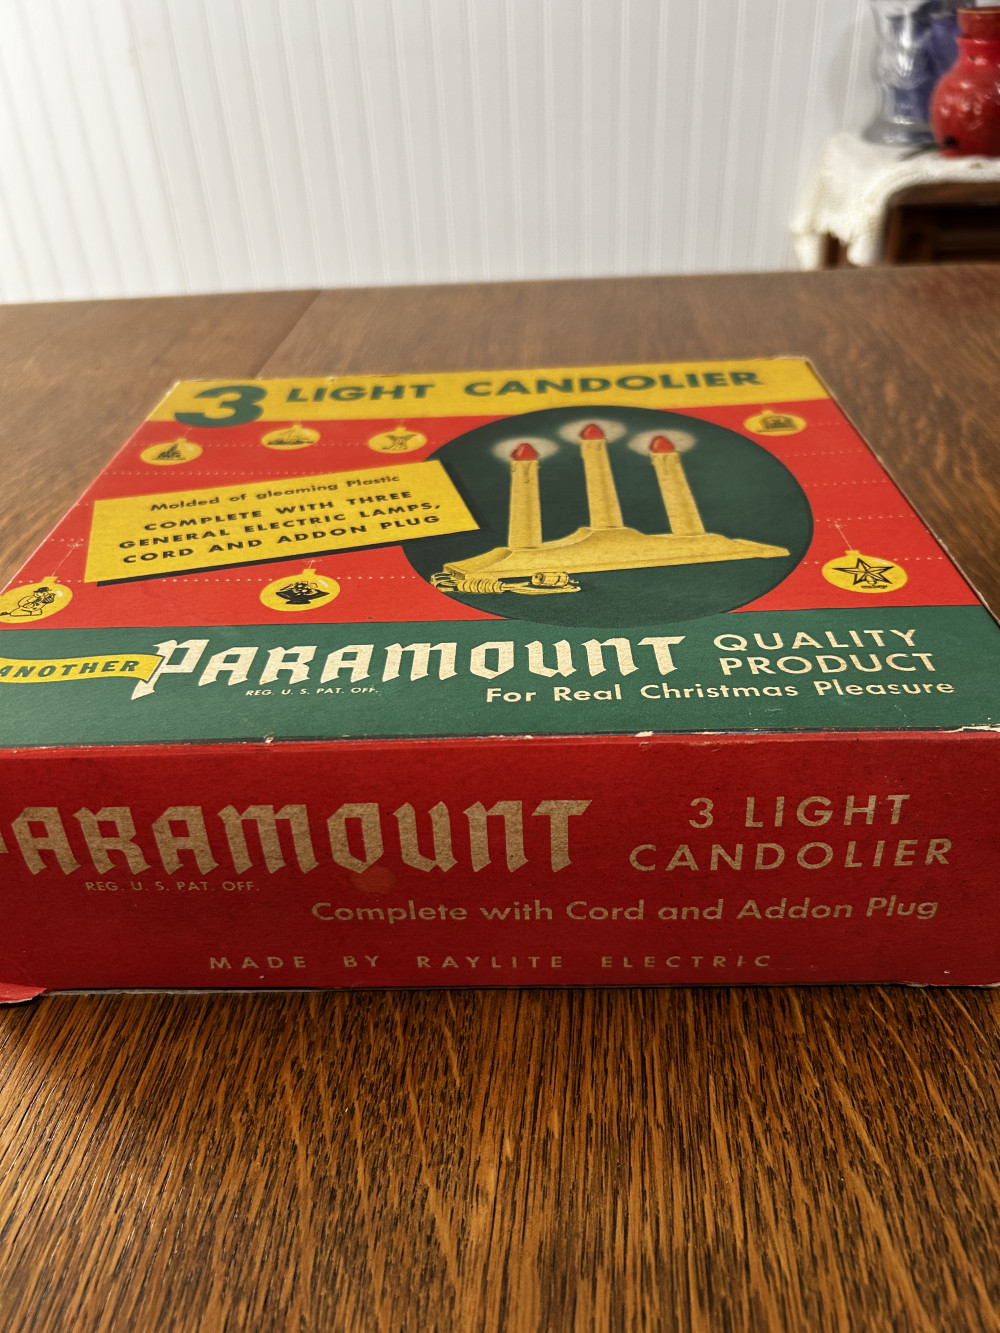 3 LIGHT CANDOLIER
Molded of gleaming Plastic
COMPLETE WITH THREE
GENERAL ELECTRIC LAMPS,
CORD AND ADDON PLUG
ANOTHER PARAMOUNT QUALITY
PRODUCT
REG. U. S. PAT. OFF.
For Real Christmas Pleasure
PARAMOUNT 3 LIGHT
CANDOLIER
REG. U. S. PAT. OFF.
Complete with Cord and Addon Plug
MADE BY RAYLITE ELECTRIC